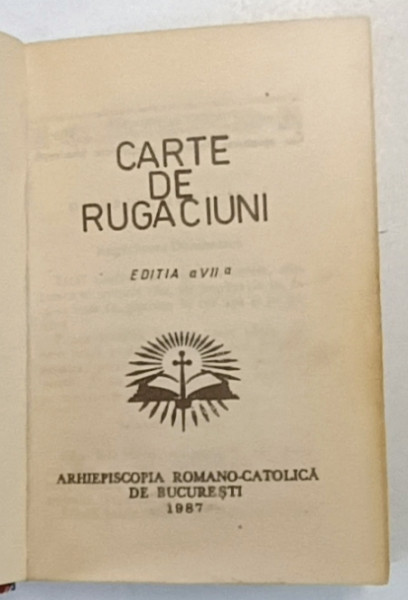 CARTE
DE
RUGACIUNI
EDITIA a VII a
ARHIEPISCOPIA ROMANO-CATOLICĂ
DE BUCUREŞTI
1987